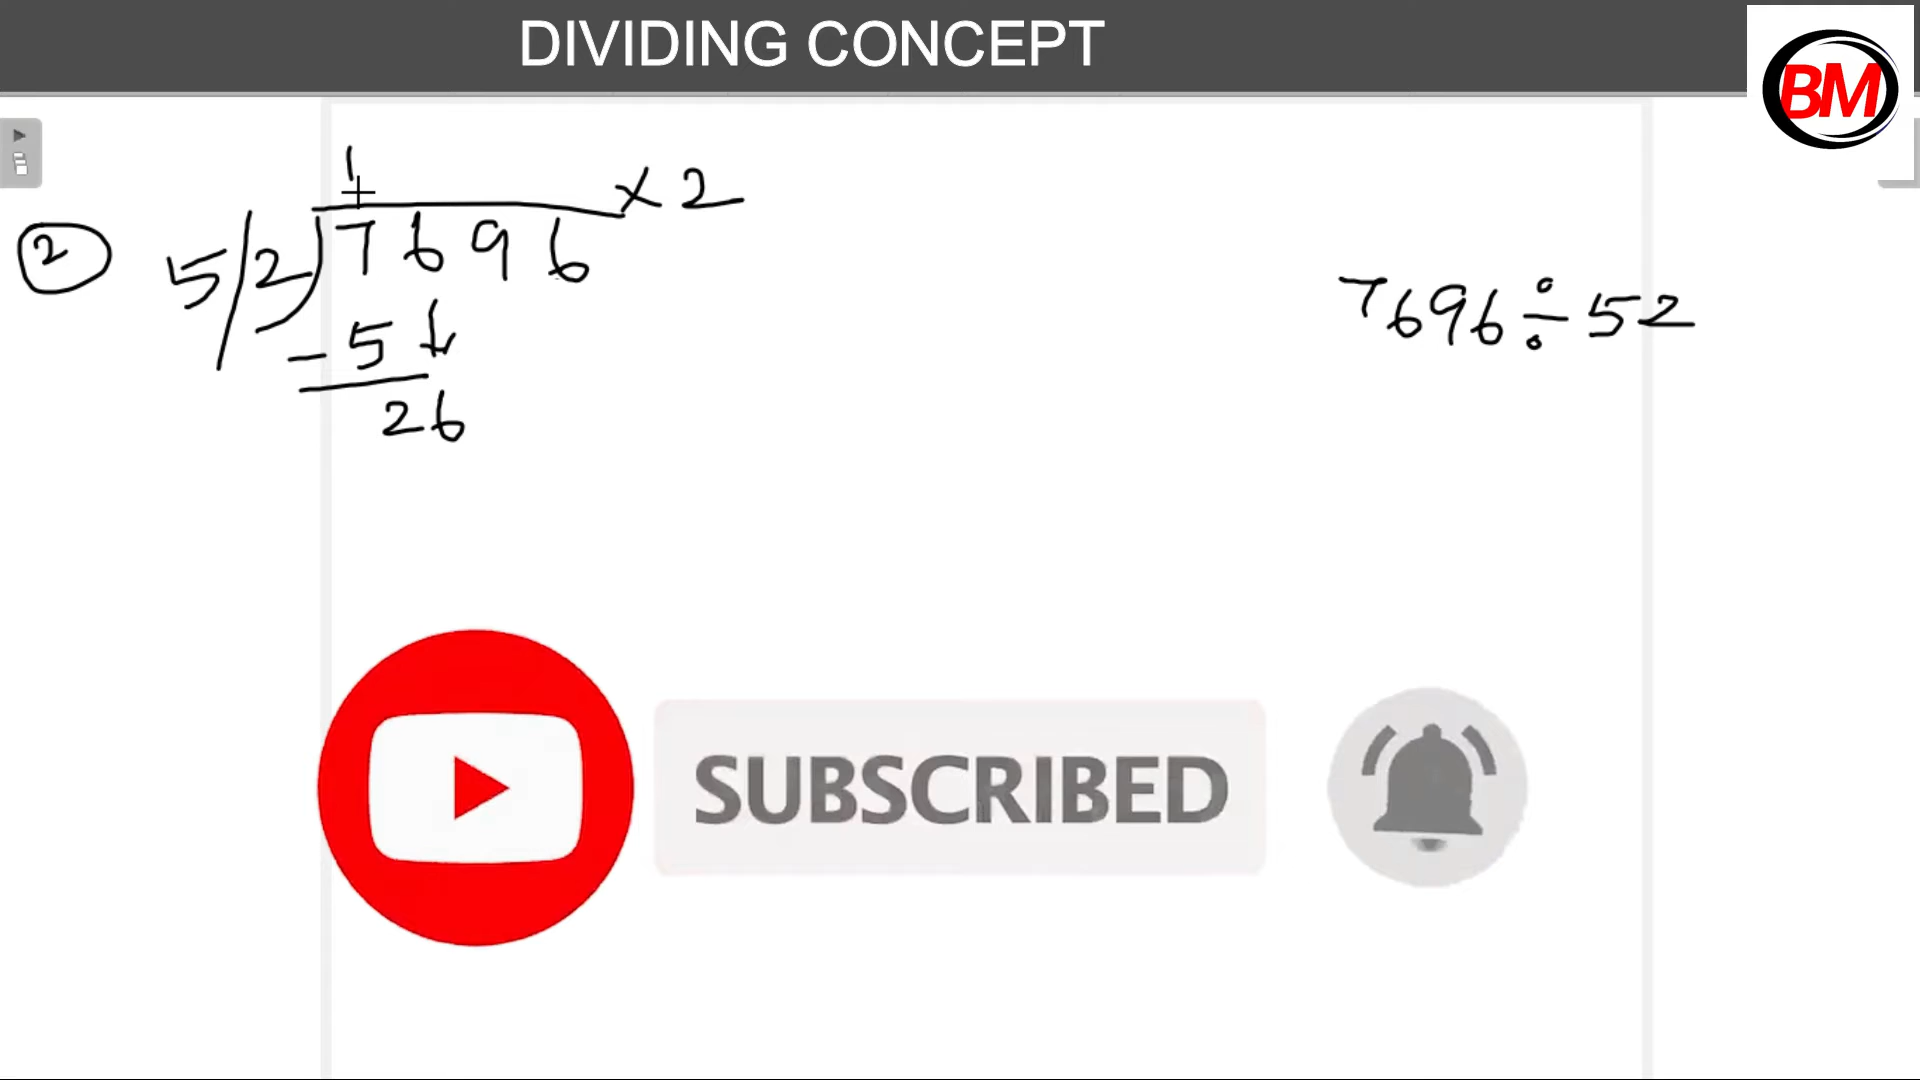 DIVIDING CONCEPT
BM
1
× 2
2
5/2)7696
7696÷52
-5↓
26
SUBSCRIBED